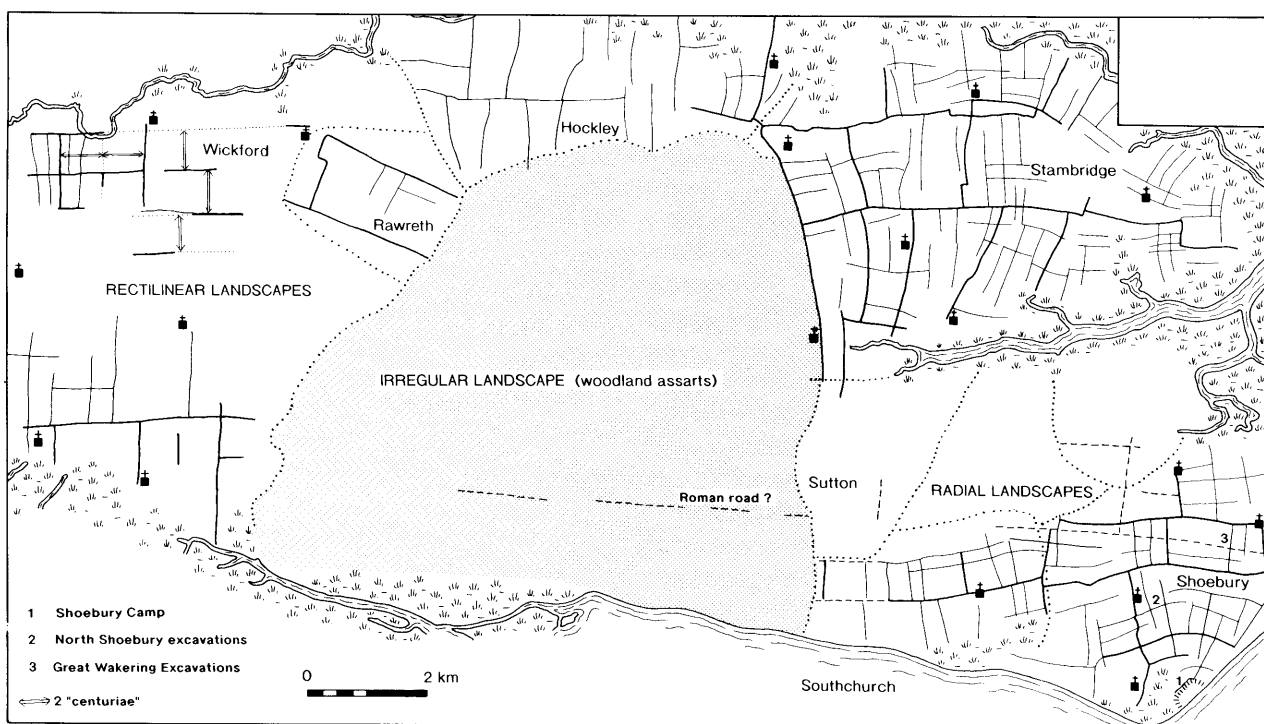 Hockley
Wickford
Stambridge
Rawreth
RECTILINEAR LANDSCAPES
IRREGULAR LANDSCAPE (woodland assarts)
Sutton
RADIAL LANDSCAPES
Roman road ?
3
Shoebury
2
1 Shoebury Camp
2 North Shoebury excavations
3 Great Wakering Excavations
0 2 km
Southchurch
1
2 "centuriae"